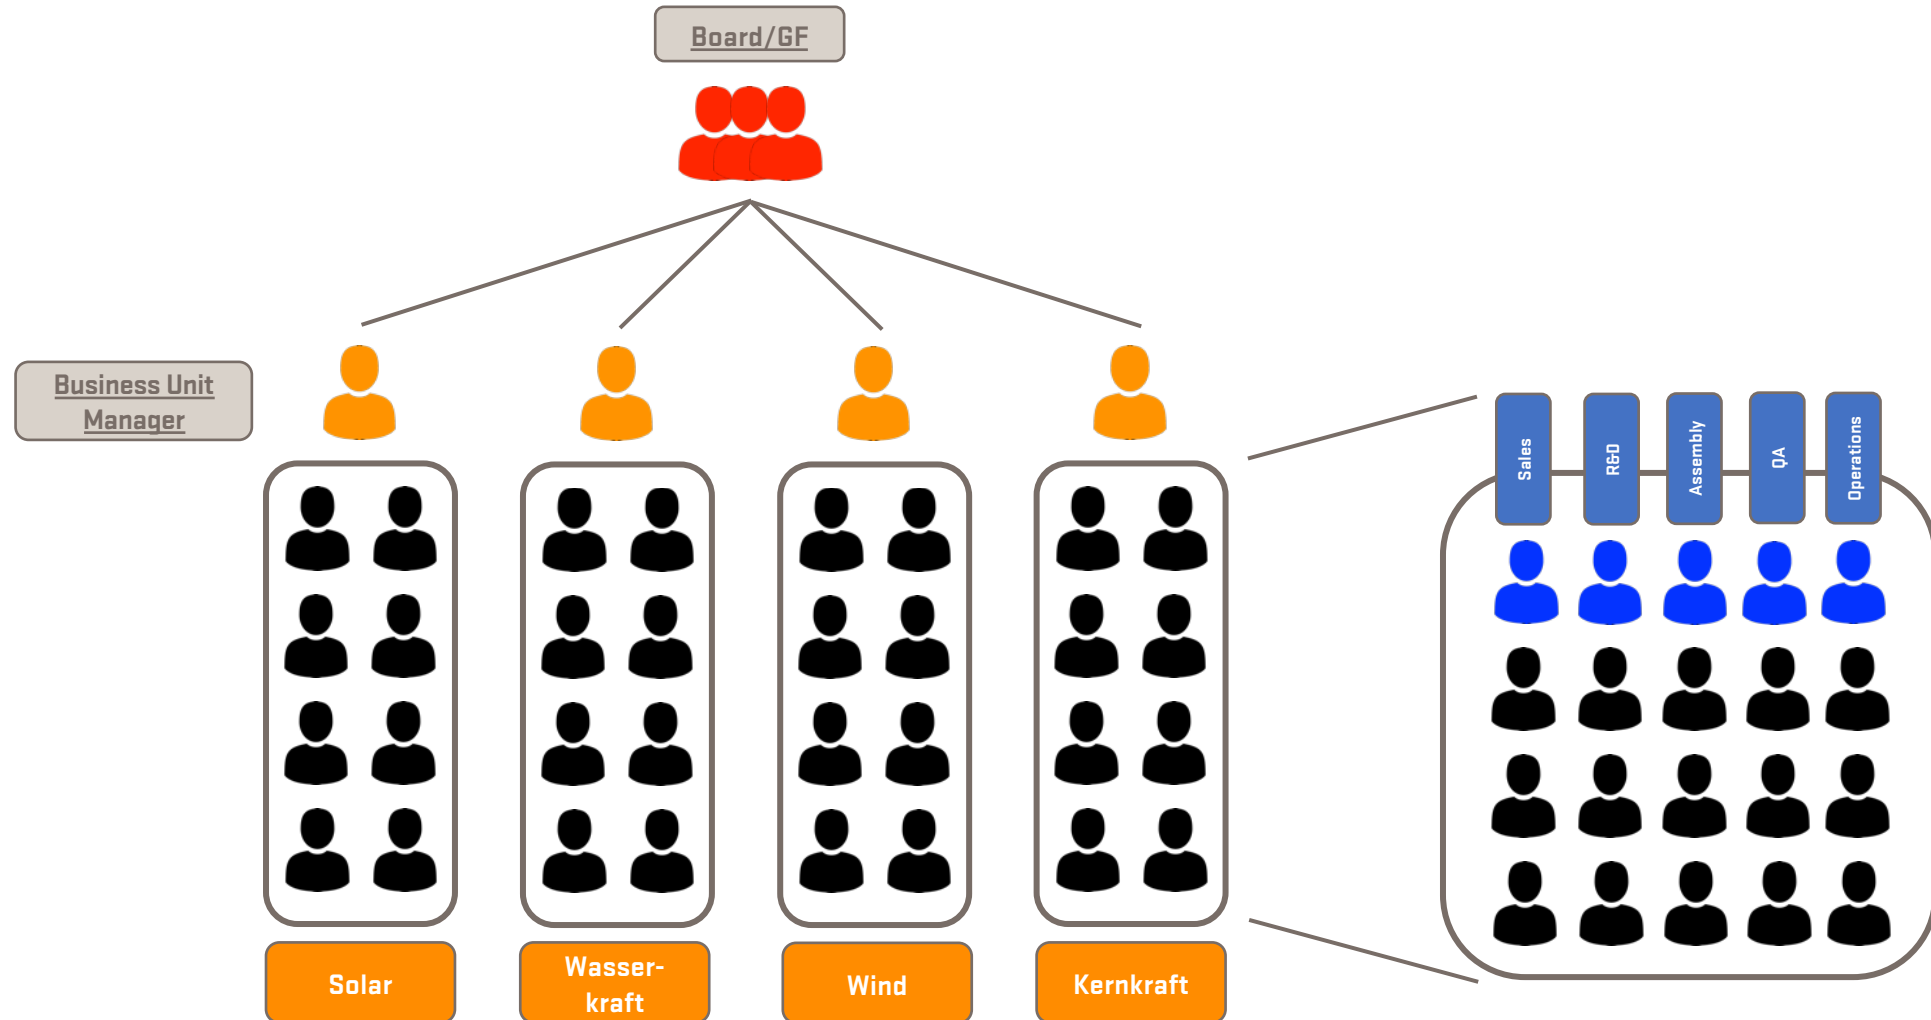 Board/GF
Business Unit
Manager
Sales
R&D
Assembly
QA
Operations
Solar
Wasser-
kraft
Wind
Kernkraft